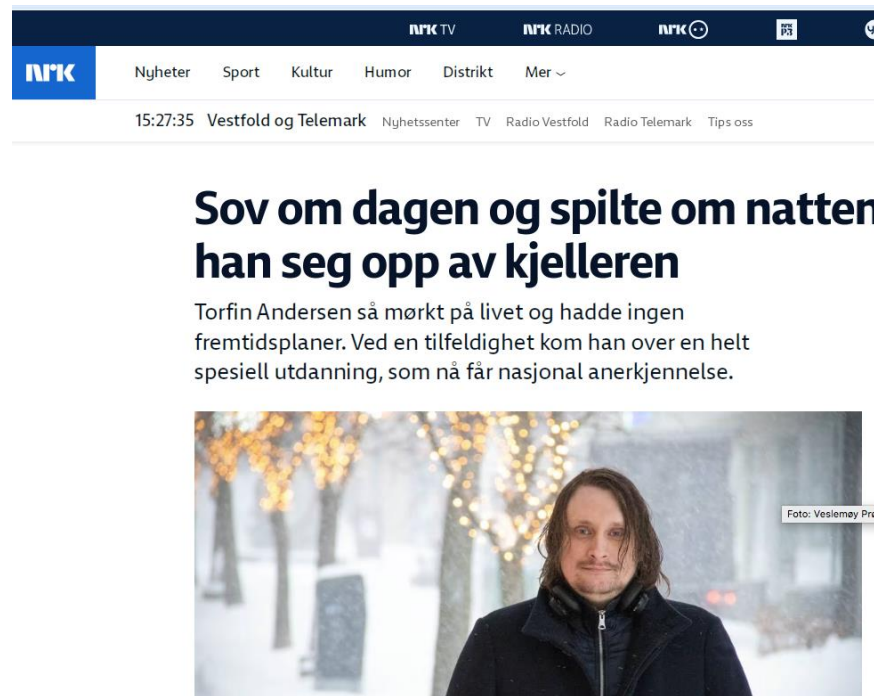 NRK TV NRK RADIO NRK P3
NRK Nyheter Sport Kultur Humor Distrikt Mer
15:27:35 Vestfold og Telemark Nyhetssenter TV Radio Vestfold Radio Telemark Tips oss
Sov om dagen og spilte om natten
han seg opp av kjelleren
Torfin Andersen så mørkt på livet og hadde ingen
fremtidsplaner. Ved en tilfeldighet kom han over en helt
spesiell utdanning, som nå får nasjonal anerkjennelse.
Foto: Veslemøy